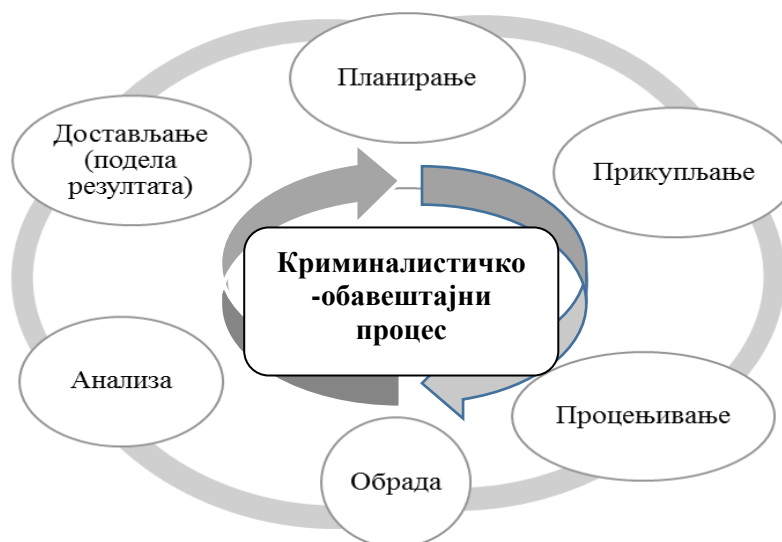 Планирање
Прикупљање
Процењивање
Обрада
Анализа
Достављање
(подела
резултата)
Криминалистичко
-обавештајни
процес